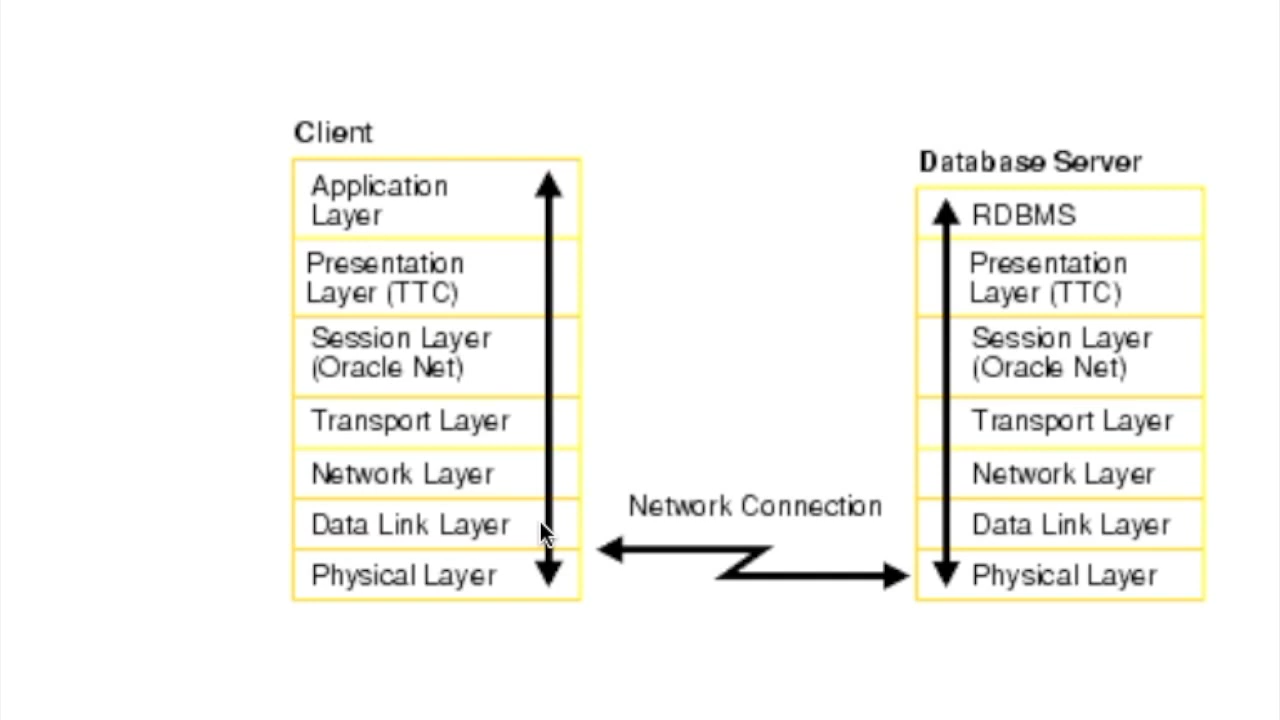 Client
Application
Layer
Presentation
Layer (TTC)
Session Layer
(Oracle Net)
Transport Layer
Network Layer
Data Link Layer
Physical Layer
Network Connection
Database Server
RDBMS
Presentation
Layer (TTC)
Session Layer
(Oracle Net)
Transport Layer
Network Layer
Data Link Layer
Physical Layer